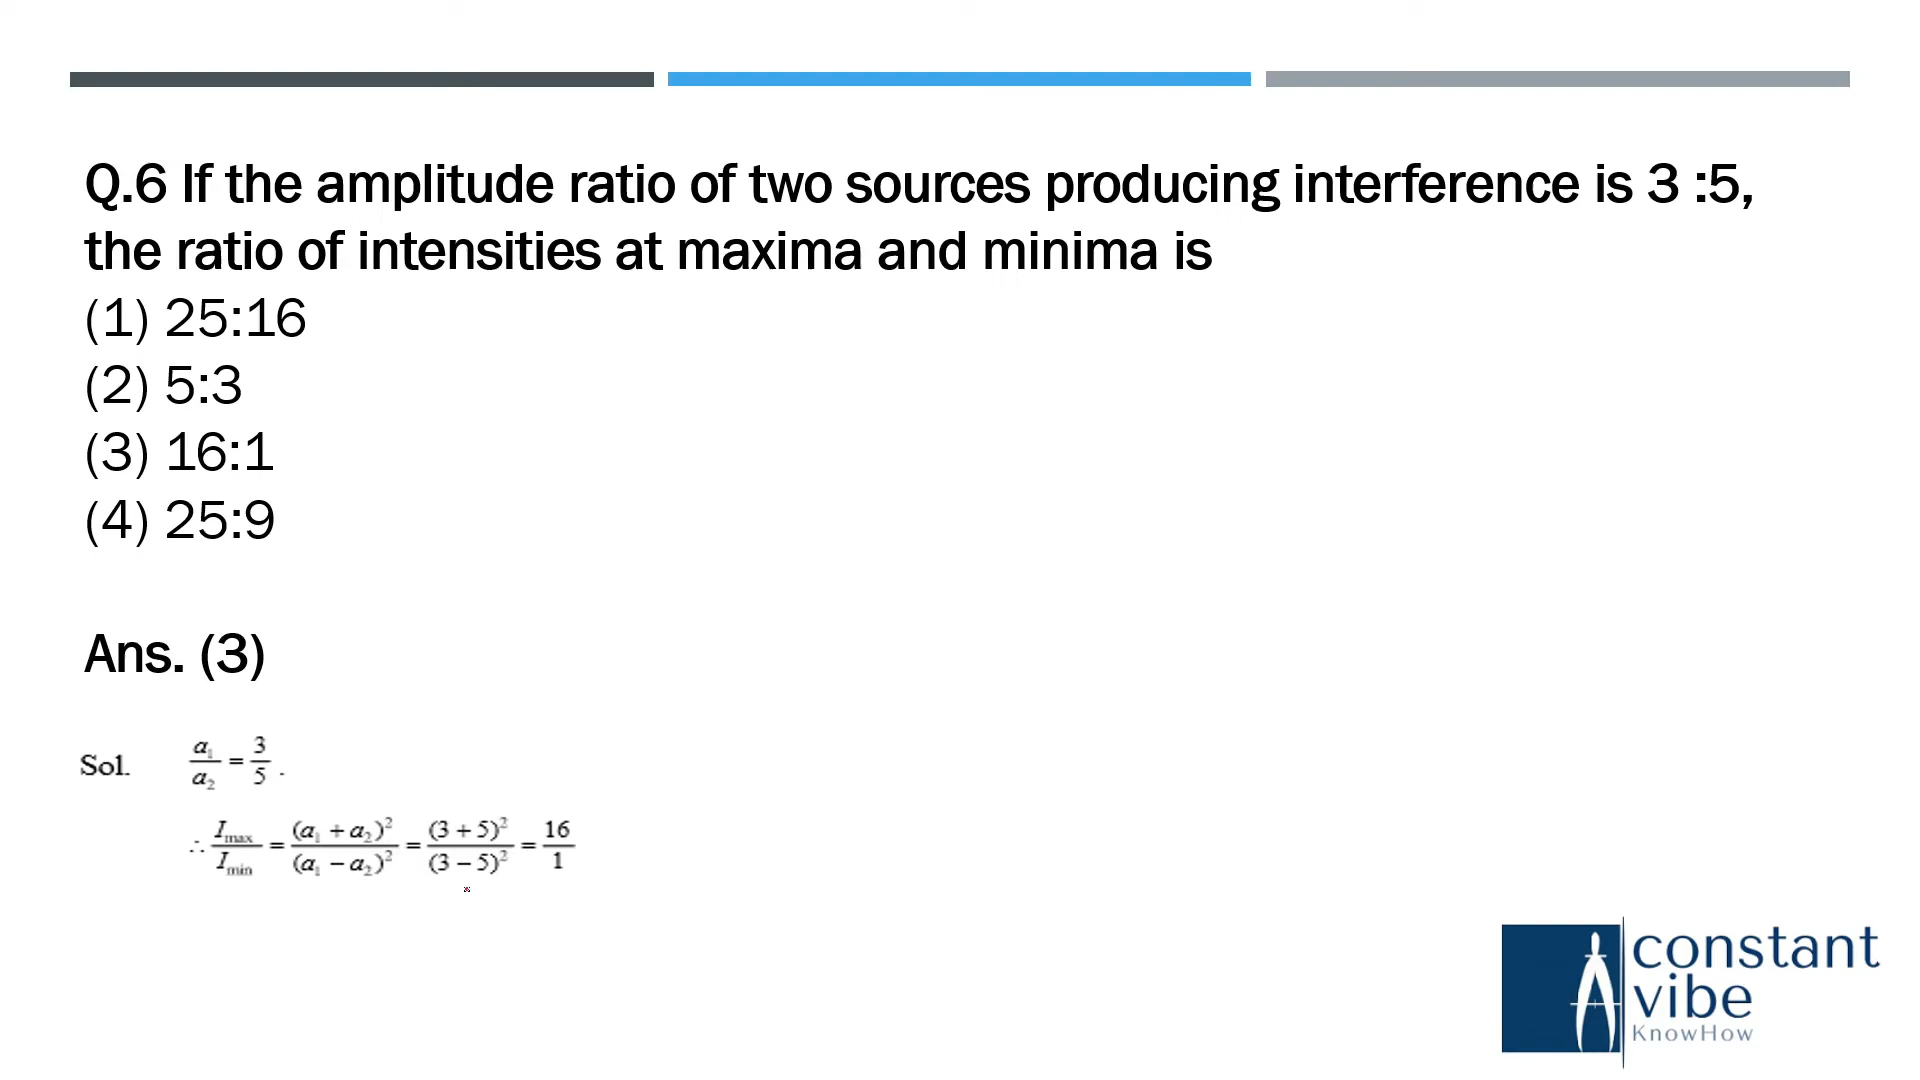 Q.6 If the amplitude ratio of two sources producing interference is 3 :5,
the ratio of intensities at maxima and minima is
(1) 25:16
(2) 5:3
(3) 16:1
(4) 25:9
Ans. (3)
Sol. a₁/a₂ = 3/5 .
∴ I_max/I_min = (a₁ + a₂)²/(a₁ − a₂)² = (3 + 5)²/(3 − 5)² = 16/1
constant
vibe
KnowHow